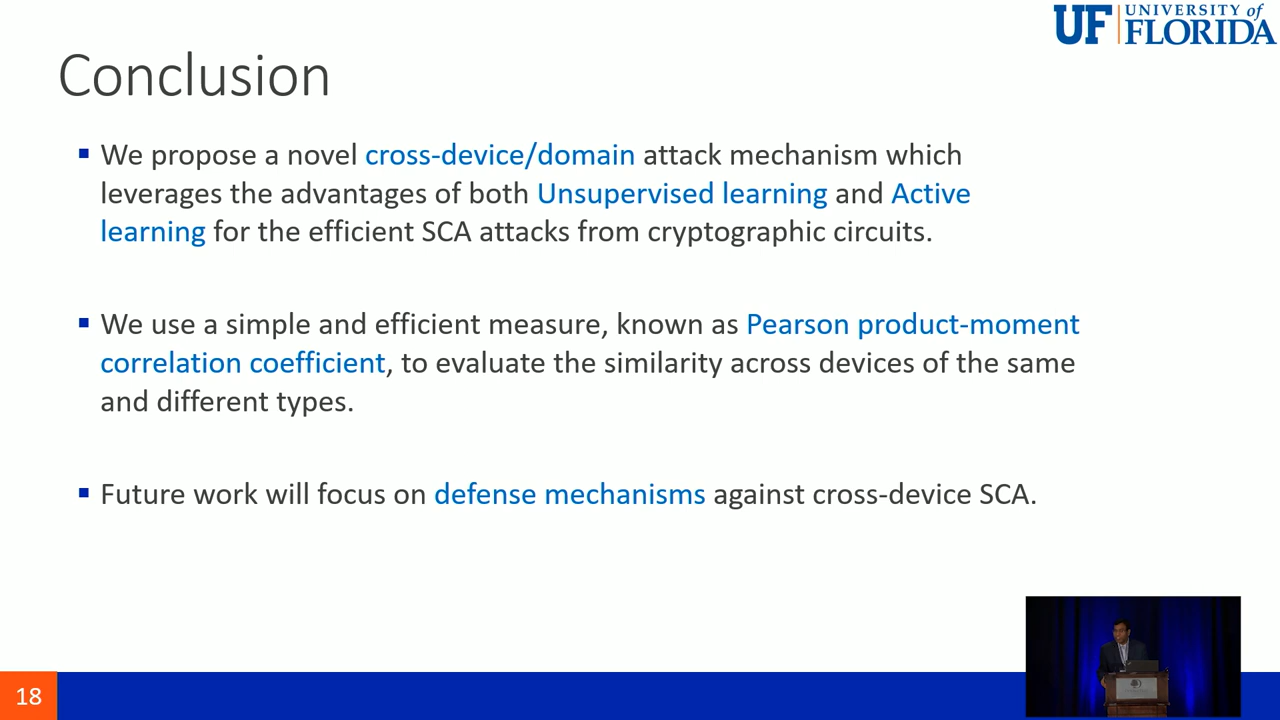 UF UNIVERSITY of
FLORIDA
Conclusion
We propose a novel cross-device/domain attack mechanism which
leverages the advantages of both Unsupervised learning and Active
learning for the efficient SCA attacks from cryptographic circuits.
We use a simple and efficient measure, known as Pearson product-moment
correlation coefficient, to evaluate the similarity across devices of the same
and different types.
Future work will focus on defense mechanisms against cross-device SCA.
18